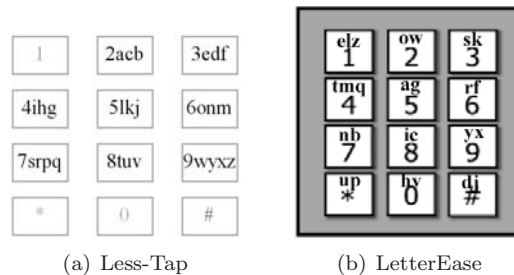 1 2acb 3edf
4ihg 5lkj 6onm
7srpq 8tuv 9wyxz
* 0 #
elz ow sk
1 2 3
tmq ag rf
4 5 6
nb ic yx
7 8 9
up hv dj
* 0 #
(a) Less-Tap (b) LetterEase